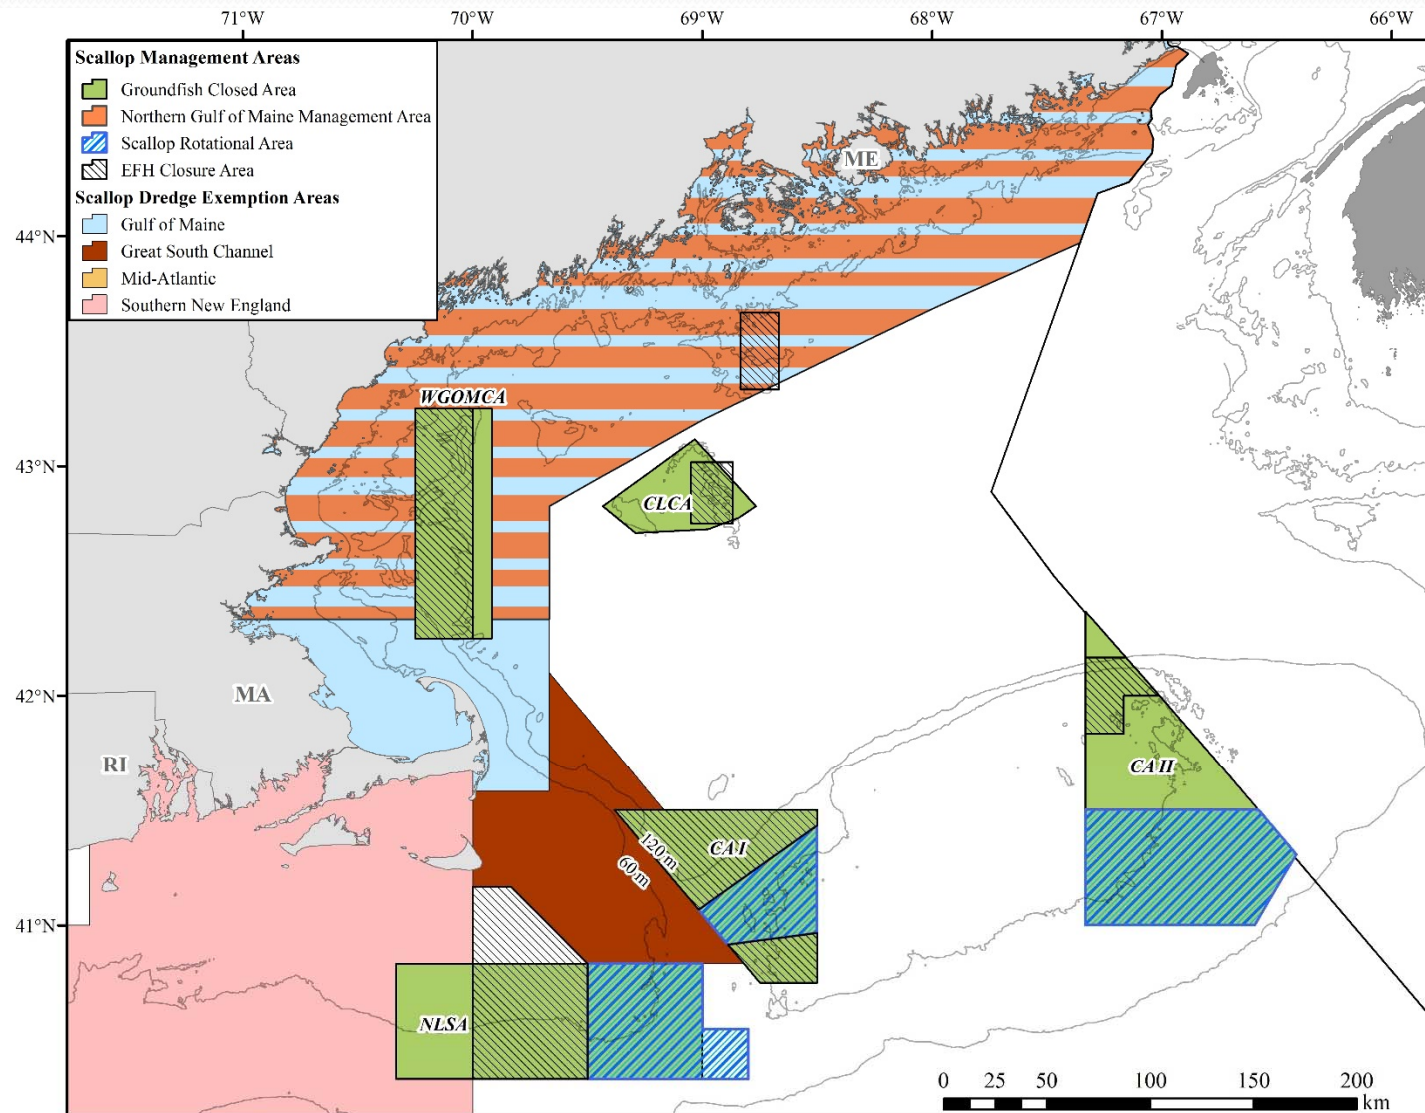 71°W 70°W 69°W 68°W 67°W 66°W
Scallop Management Areas
Groundfish Closed Area
Northern Gulf of Maine Management Area
Scallop Rotational Area
EFH Closure Area
Scallop Dredge Exemption Areas
Gulf of Maine
Great South Channel
Mid-Atlantic
Southern New England
ME
44°N
WGOMCA
43°N
CLCA
42°N
MA
RI
CA II
CA I
120 m
60 m
41°N
NLSA
0 25 50 100 150 200
km